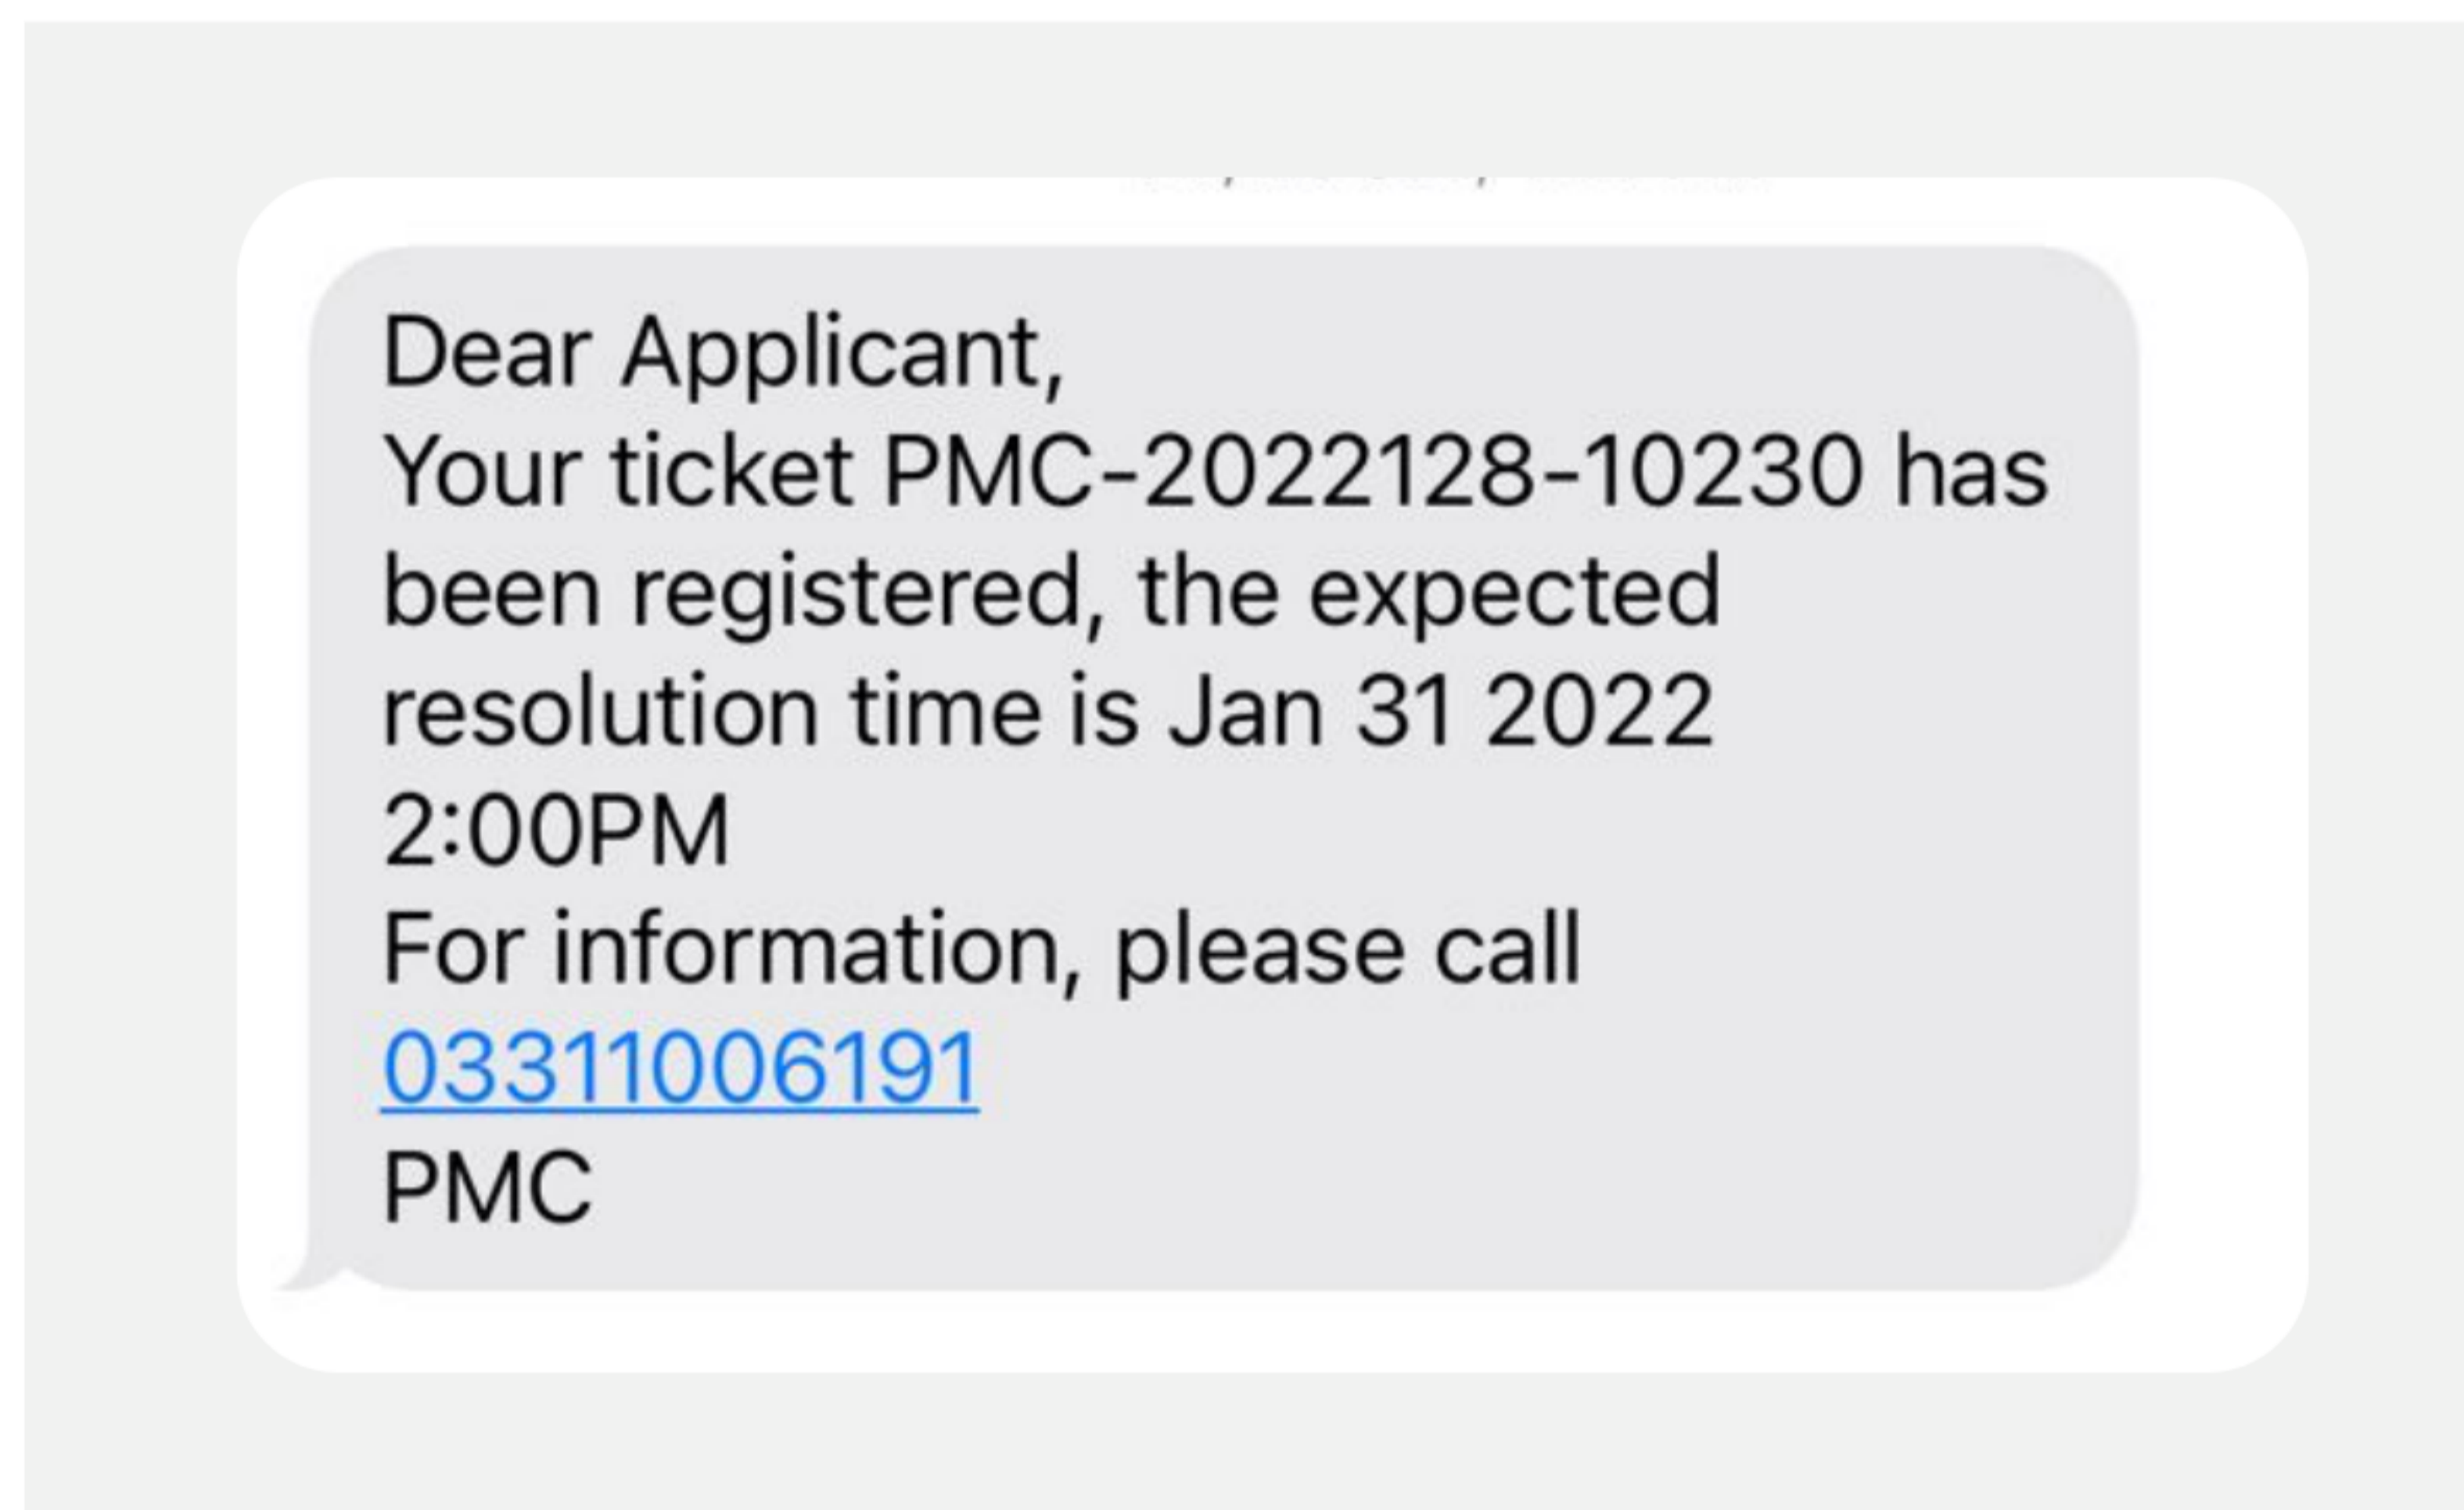 Dear Applicant,
Your ticket PMC-2022128-10230 has
been registered, the expected
resolution time is Jan 31 2022
2:00PM
For information, please call
03311006191
PMC